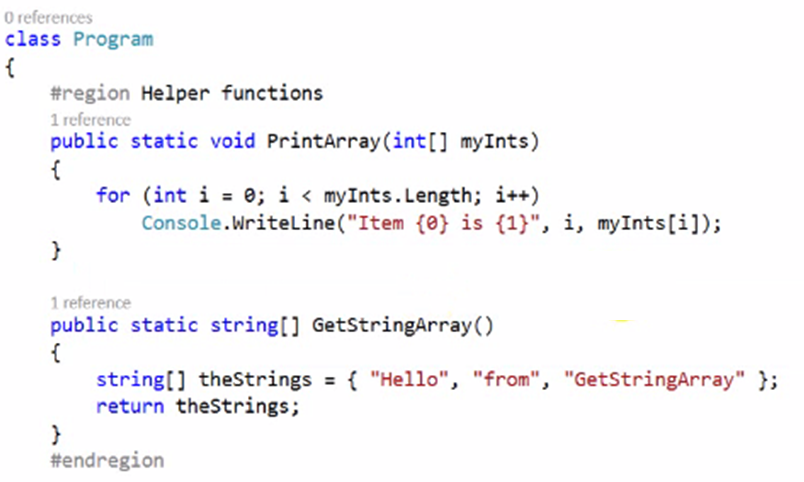 0 references
class Program
{
#region Helper functions
1 reference
public static void PrintArray(int[] myInts)
{
for (int i = 0; i < myInts.Length; i++)
Console.WriteLine("Item {0} is {1}", i, myInts[i]);
}
1 reference
public static string[] GetStringArray()
{
string[] theStrings = { "Hello", "from", "GetStringArray" };
return theStrings;
}
#endregion